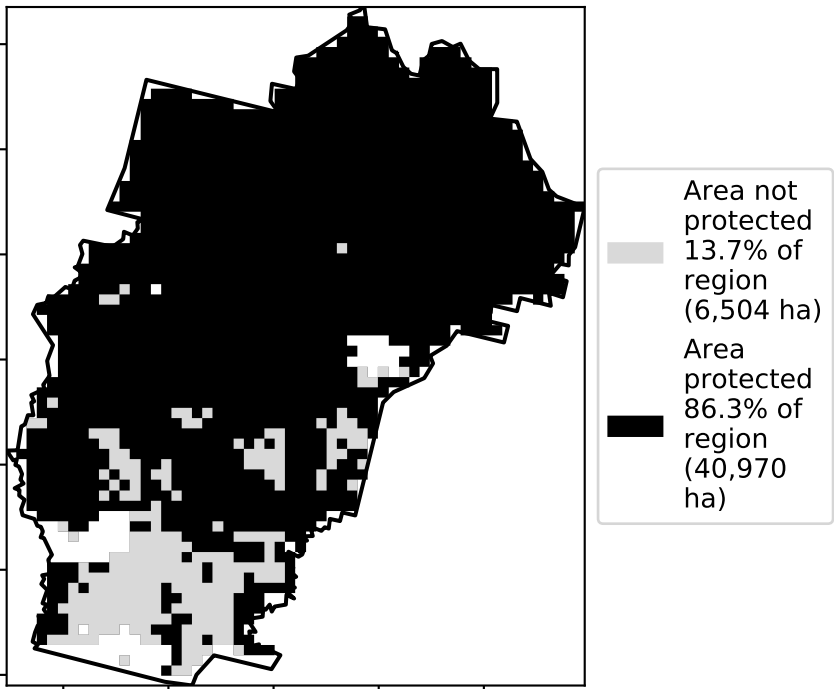 Area not
protected
13.7% of
region
(6,504 ha)
Area
protected
86.3% of
region
(40,970
ha)